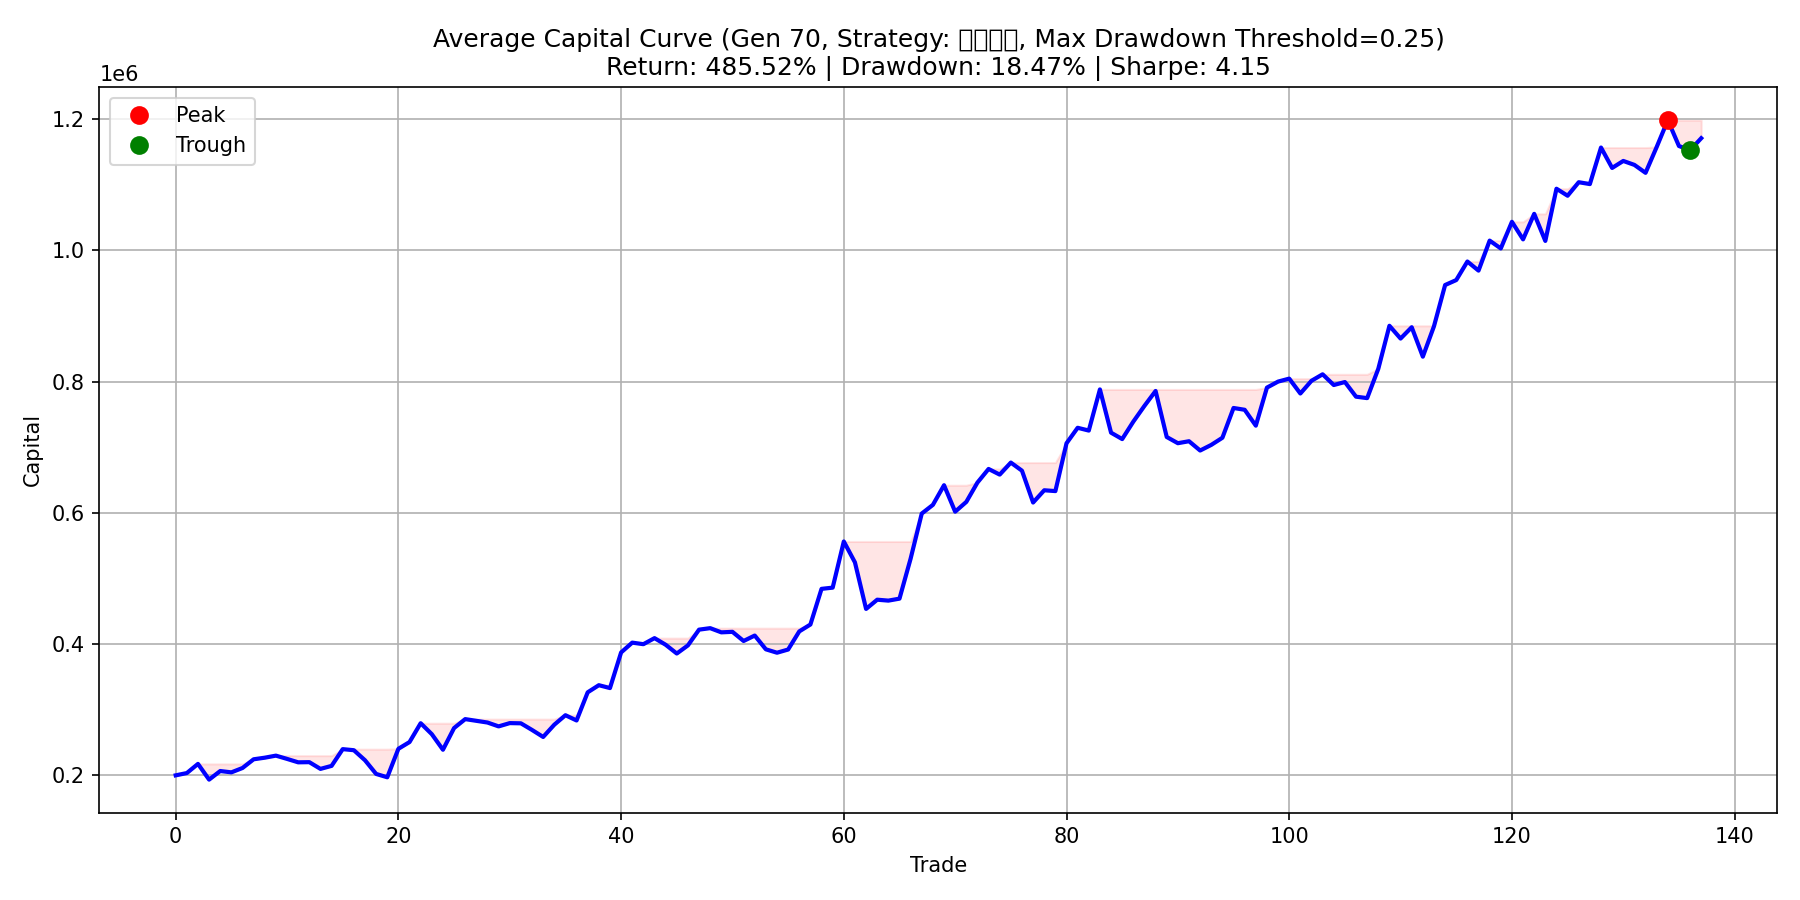 Average Capital Curve (Gen 70, Strategy: □□□□, Max Drawdown Threshold=0.25)
Return: 485.52% | Drawdown: 18.47% | Sharpe: 4.15
1e6
Peak
Trough
1.2
1.0
0.8
0.6
0.4
0.2
Capital
0 20 40 60 80 100 120 140
Trade